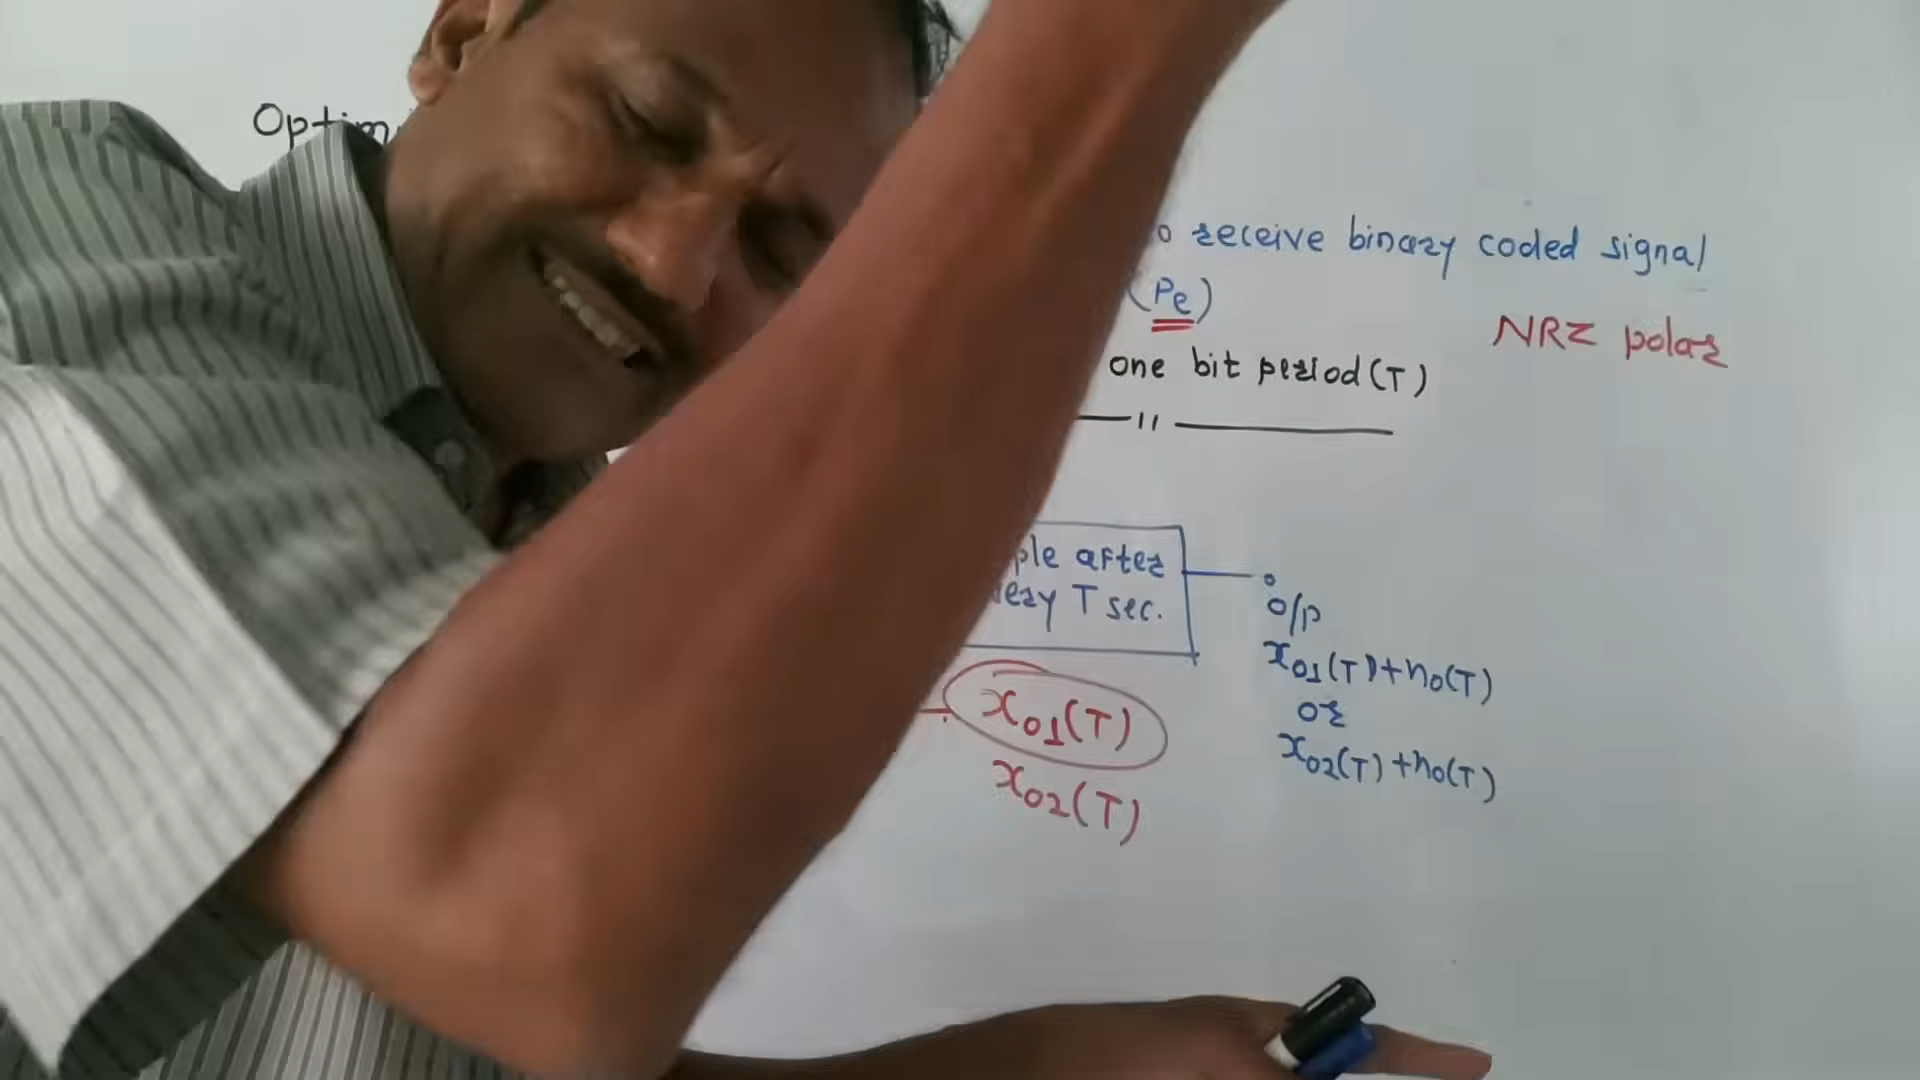 Optim
o receive binary coded signal
(Pe)
NRZ polar
one bit period (T)
ple after
very T sec.
o/p
x01(T)+n0(T)
or
x02(T)+n0(T)
x01(T)
x02(T)